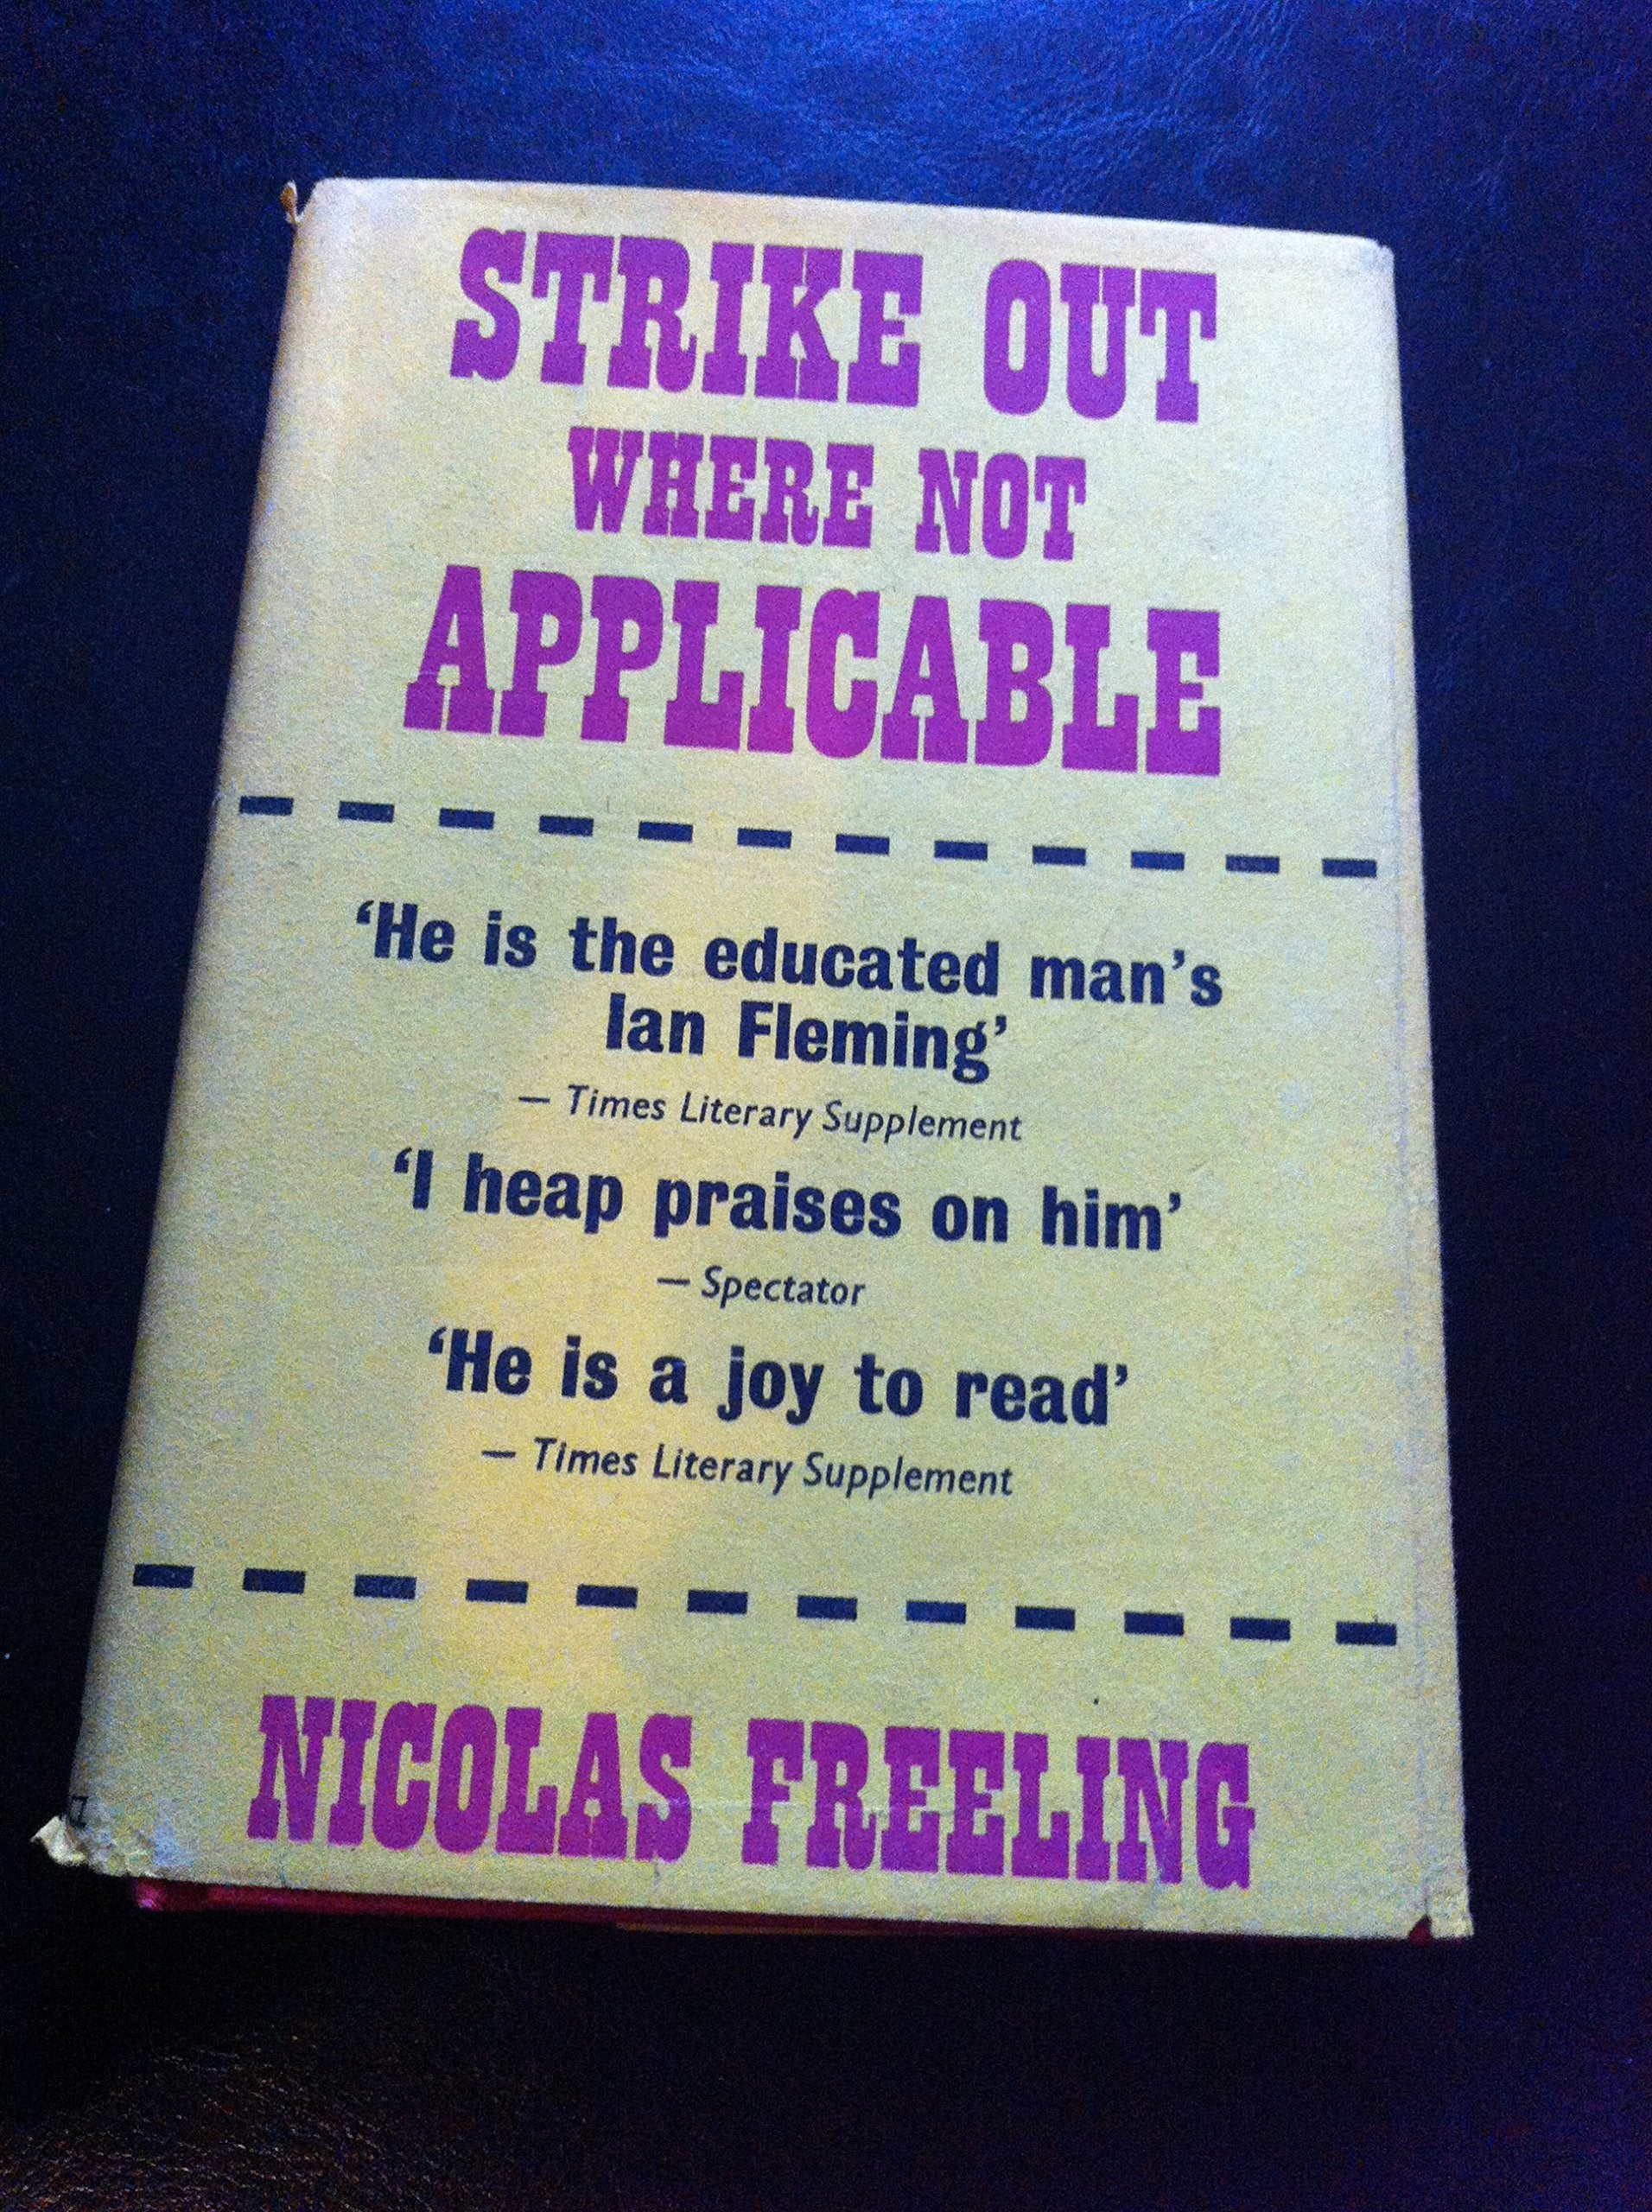 STRIKE OUT
WHERE NOT
APPLICABLE
‘He is the educated man’s
Ian Fleming’
— Times Literary Supplement
‘I heap praises on him’
— Spectator
‘He is a joy to read’
— Times Literary Supplement
NICOLAS FREELING